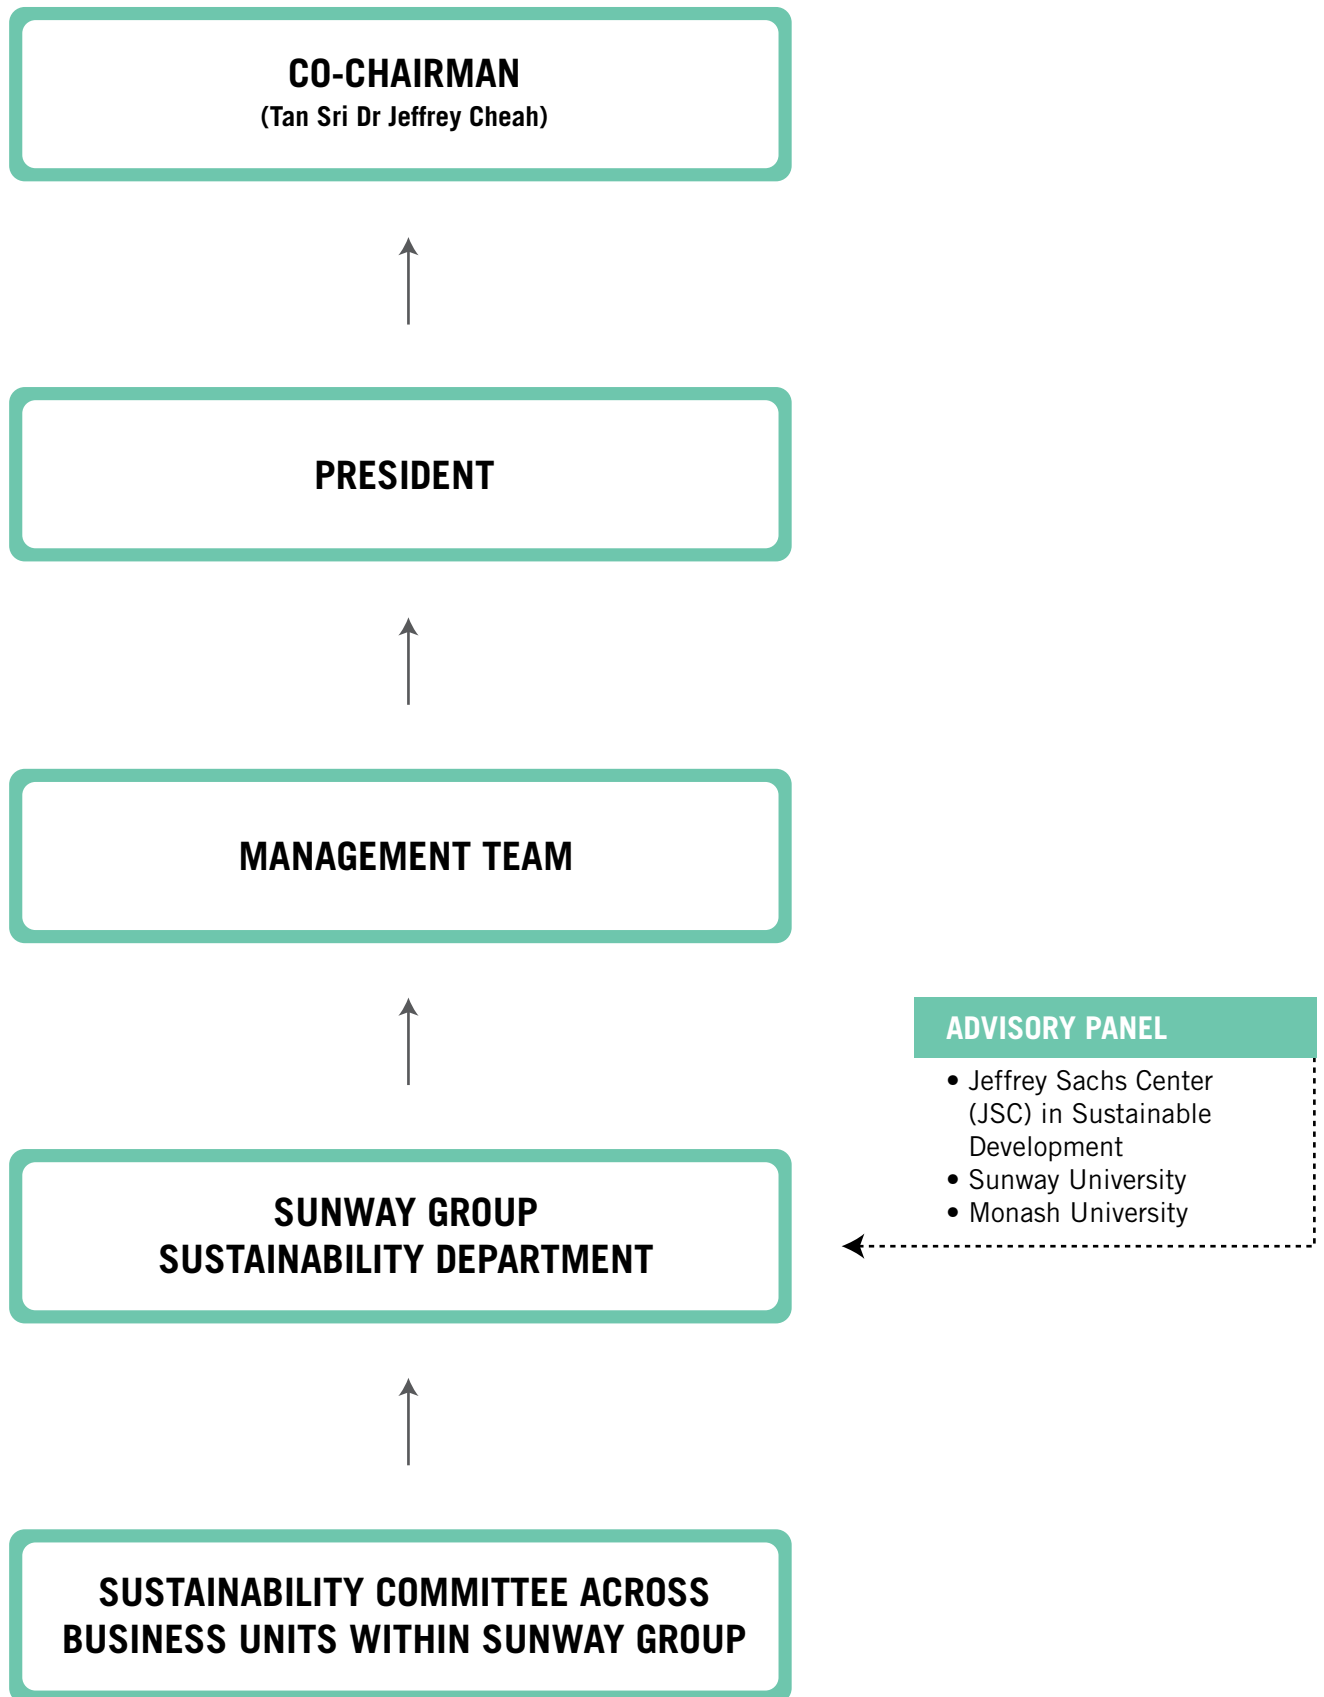 CO-CHAIRMAN
(Tan Sri Dr Jeffrey Cheah)
PRESIDENT
MANAGEMENT TEAM
ADVISORY PANEL
• Jeffrey Sachs Center
(JSC) in Sustainable
Development
• Sunway University
• Monash University
SUNWAY GROUP
SUSTAINABILITY DEPARTMENT
SUSTAINABILITY COMMITTEE ACROSS
BUSINESS UNITS WITHIN SUNWAY GROUP